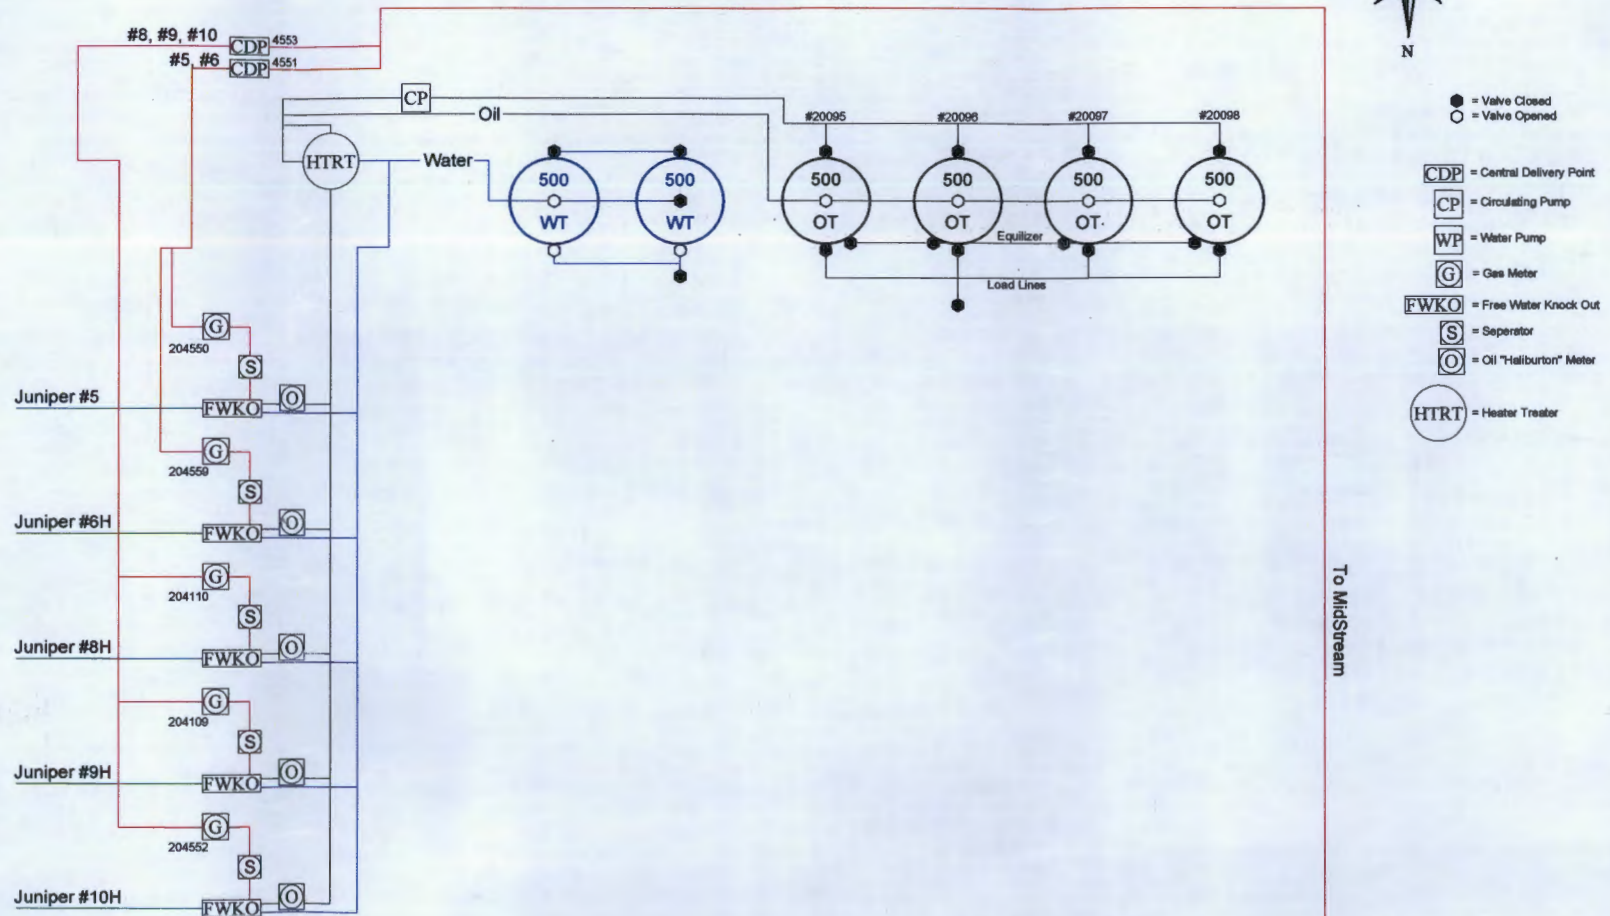 #8, #9, #10 CDP 4553
#5, #6 CDP 4551
N
CP
Oil
HTRT
Water
#20095 #20096 #20097 #20098
500 500 500 500 500 500
WT WT OT OT OT OT
Equilizer
Load Lines
= Valve Closed
= Valve Opened
CDP = Central Delivery Point
CP = Circulating Pump
WP = Water Pump
G = Gas Meter
FWKO = Free Water Knock Out
S = Seperator
O = Oil "Haliburton" Meter
HTRT = Heater Treater
G
204550
S
Juniper #5
FWKO
O
G
204559
S
Juniper #6H
FWKO
O
G
204110
S
Juniper #8H
FWKO
O
G
204109
S
Juniper #9H
FWKO
O
G
204552
S
Juniper #10H
FWKO
O
To MidStream